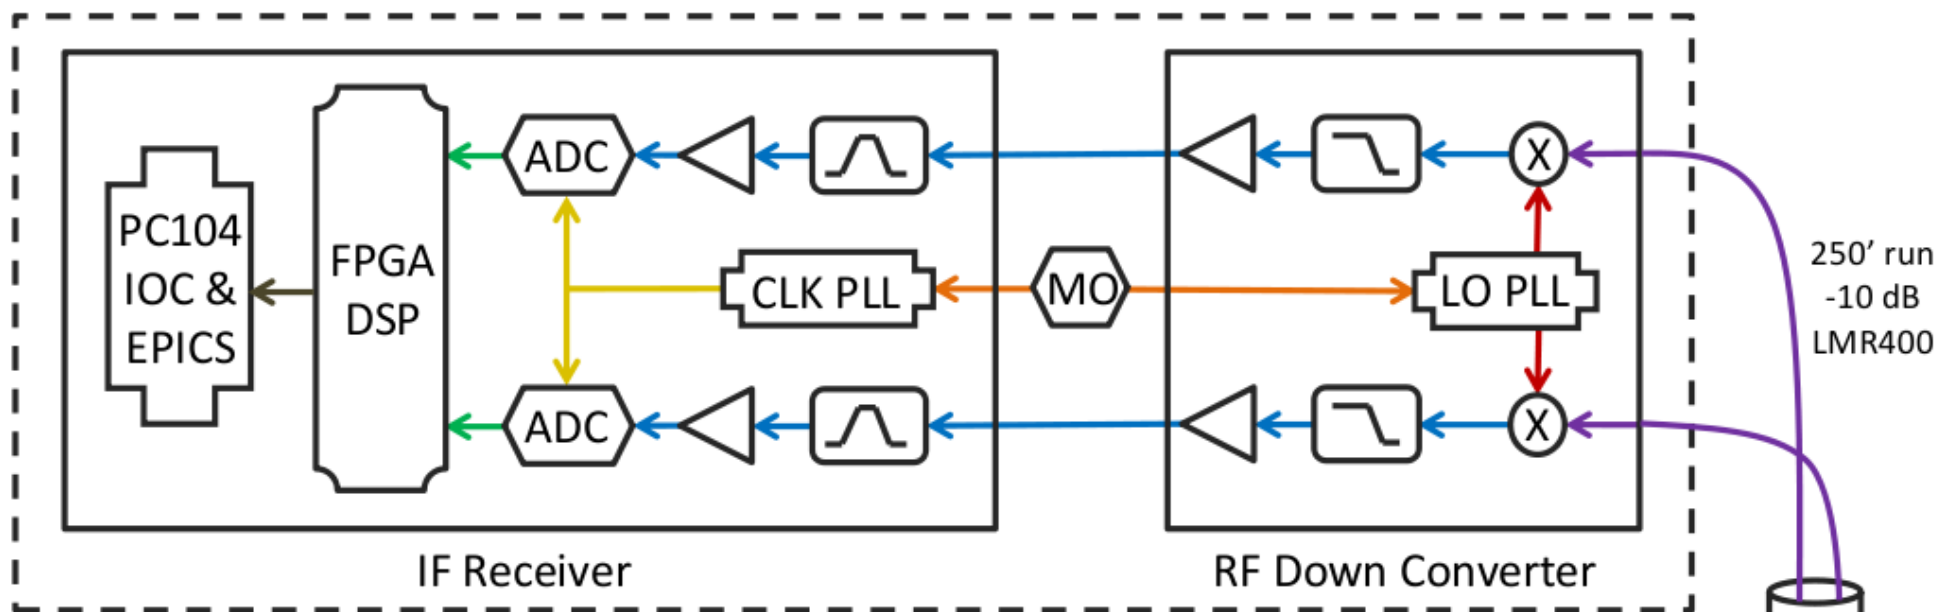 ADC
X
PC104
IOC &
EPICS
FPGA
DSP
CLK PLL
MO
LO PLL
250’ run
-10 dB
LMR400
ADC
X
IF Receiver
RF Down Converter